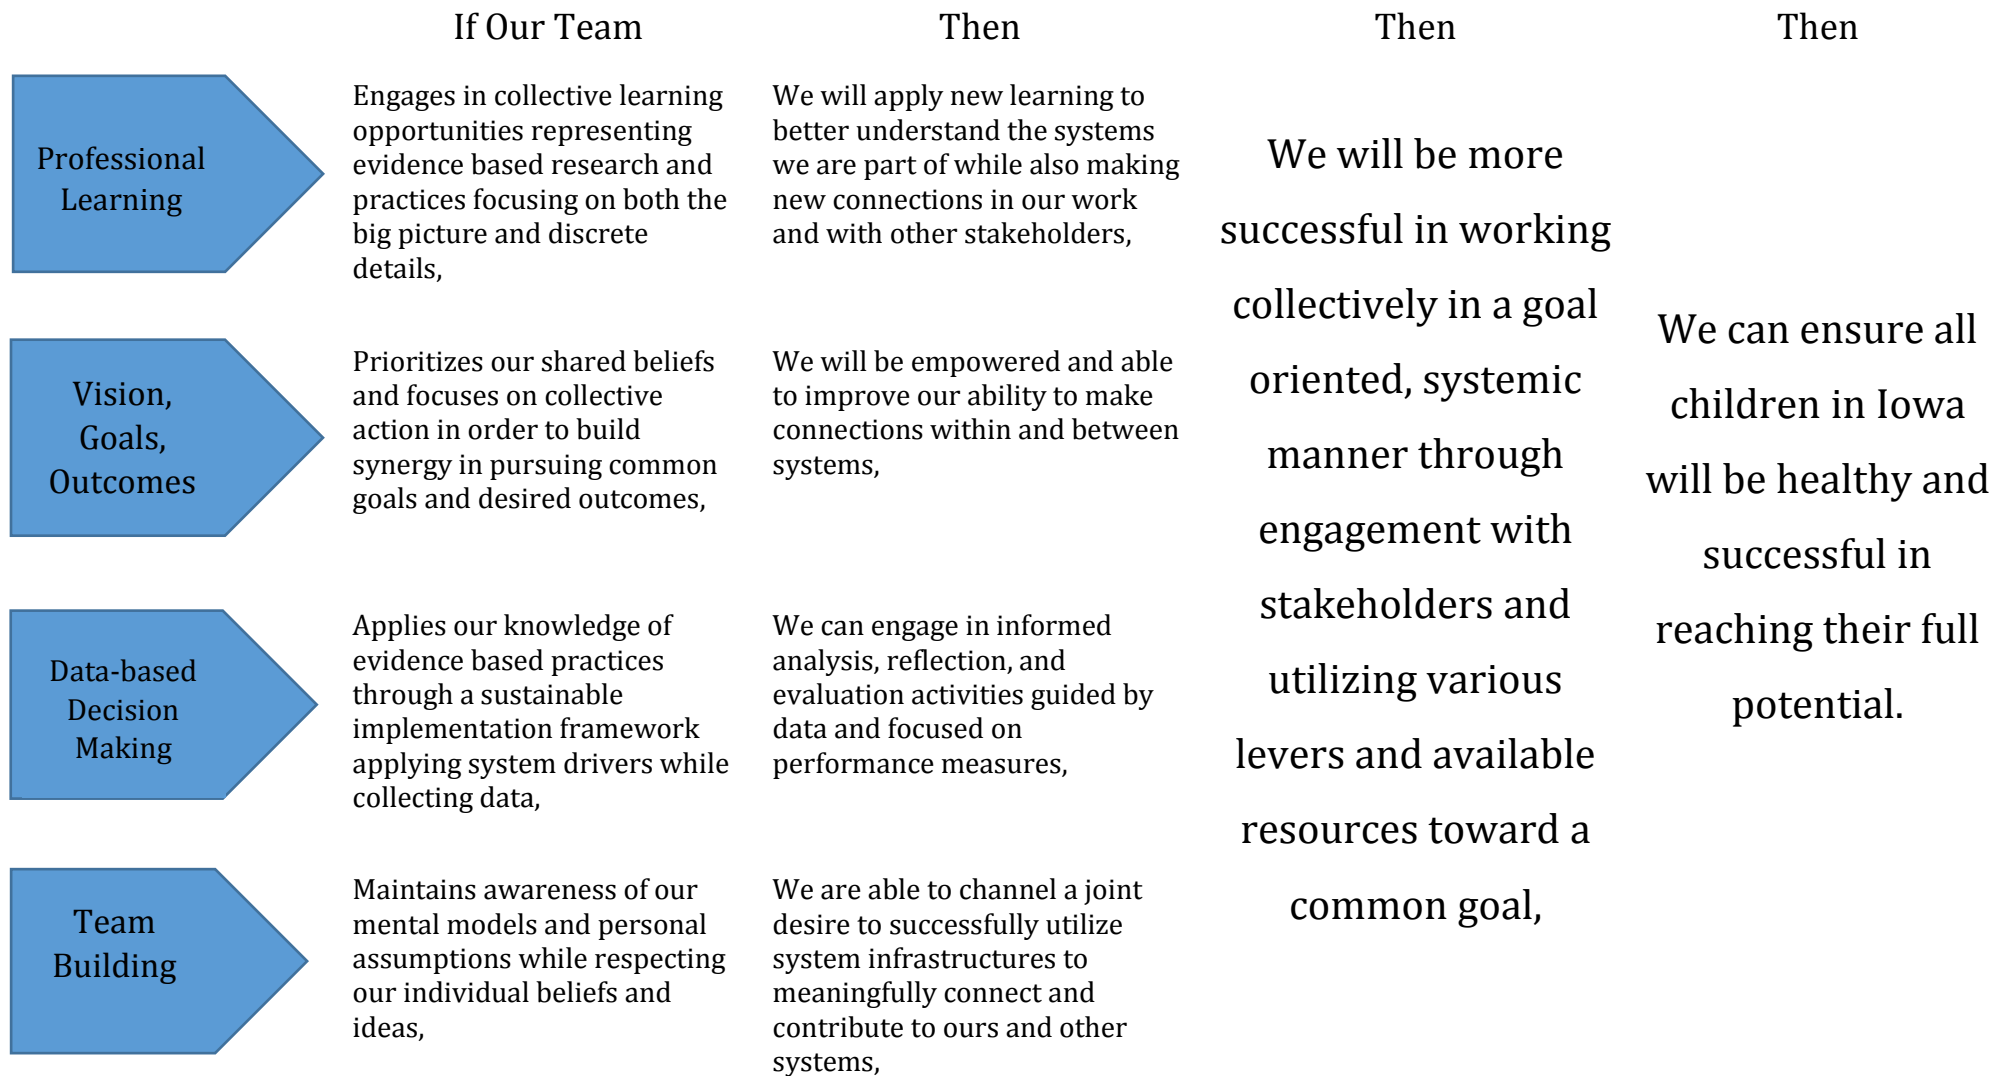 If Our Team
Then
Then
Then
Professional
Learning
Engages in collective learning
opportunities representing
evidence based research and
practices focusing on both the
big picture and discrete
details,
We will apply new learning to
better understand the systems
we are part of while also making
new connections in our work
and with other stakeholders,
Vision,
Goals,
Outcomes
Prioritizes our shared beliefs
and focuses on collective
action in order to build
synergy in pursuing common
goals and desired outcomes,
We will be empowered and able
to improve our ability to make
connections within and between
systems,
Data-based
Decision
Making
Applies our knowledge of
evidence based practices
through a sustainable
implementation framework
applying system drivers while
collecting data,
We can engage in informed
analysis, reflection, and
evaluation activities guided by
data and focused on
performance measures,
Team
Building
Maintains awareness of our
mental models and personal
assumptions while respecting
our individual beliefs and
ideas,
We are able to channel a joint
desire to successfully utilize
system infrastructures to
meaningfully connect and
contribute to ours and other
systems,
We will be more
successful in working
collectively in a goal
oriented, systemic
manner through
engagement with
stakeholders and
utilizing various
levers and available
resources toward a
common goal,
We can ensure all
children in Iowa
will be healthy and
successful in
reaching their full
potential.